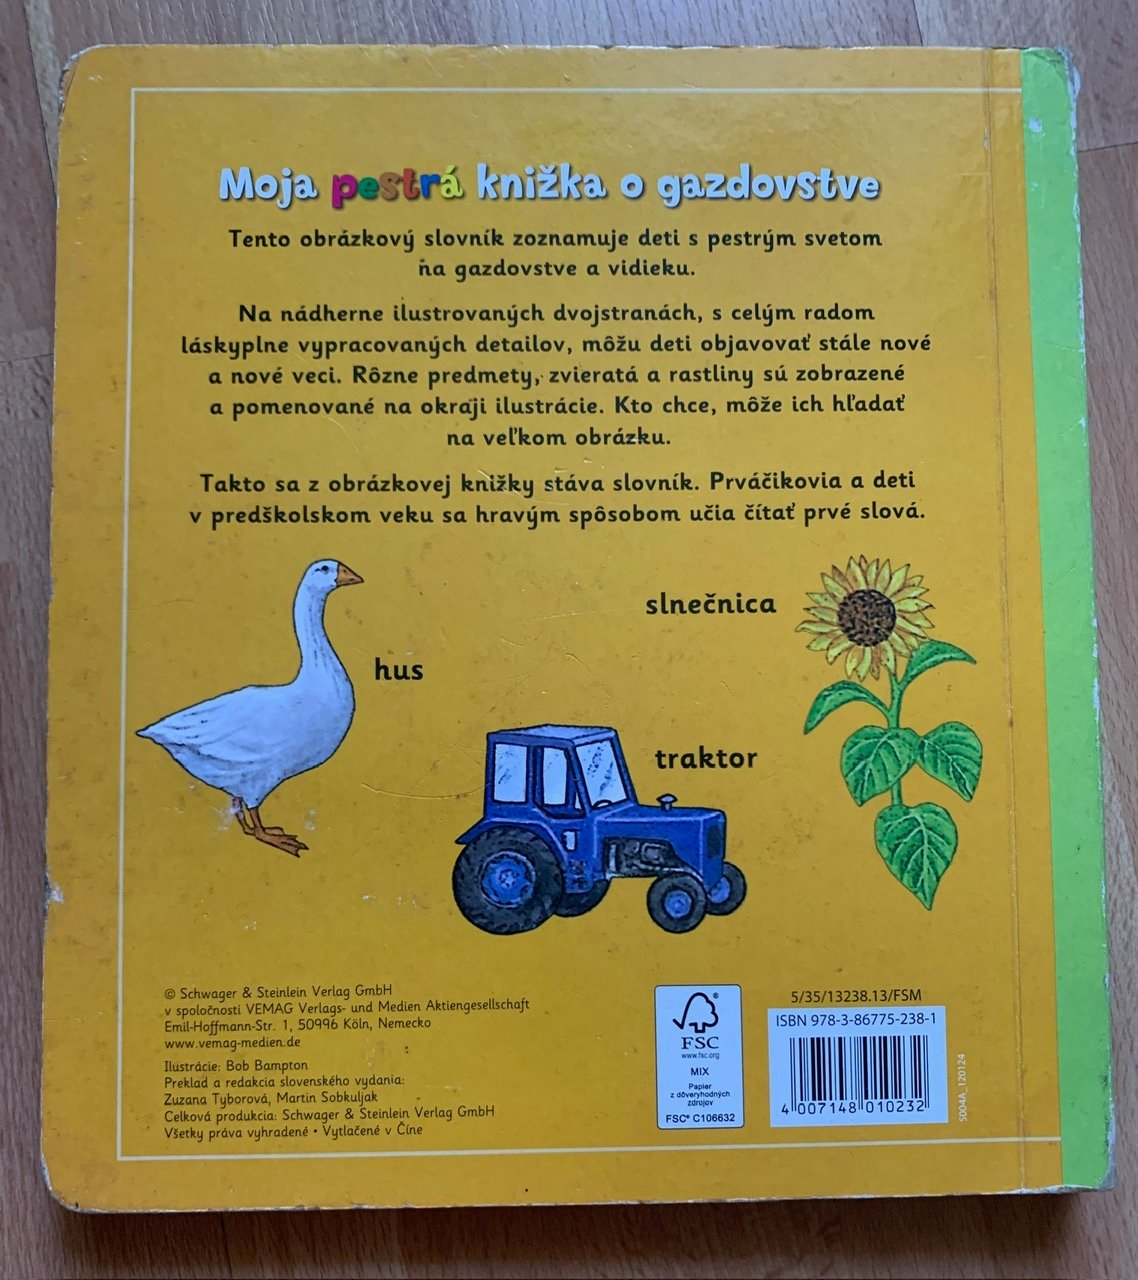 Moja pestrá knižka o gazdovstve
Tento obrázkový slovník zoznamuje deti s pestrým svetom
na gazdovstve a vidieku.
Na nádherne ilustrovaných dvojstranách, s celým radom
láskyplne vypracovaných detailov, môžu deti objavovať stále nové
a nové veci. Rôzne predmety, zvieratá a rastliny sú zobrazené
a pomenované na okraji ilustrácie. Kto chce, môže ich hľadať
na veľkom obrázku.
Takto sa z obrázkovej knižky stáva slovník. Prváčikovia a deti
v predškolskom veku sa hravým spôsobom učia čítať prvé slová.
slnečnica
hus
traktor
© Schwager & Steinlein Verlag GmbH
v spoločnosti VEMAG Verlags- und Medien Aktiengesellschaft
Emil-Hoffmann-Str. 1, 50996 Köln, Nemecko
www.vemag-medien.de
Ilustrácie: Bob Bampton
Preklad a redakcia slovenského vydania:
Zuzana Tyborová, Martin Sobkuljak
Celková produkcia: Schwager & Steinlein Verlag GmbH
Všetky práva vyhradené • Vytlačené v Číne
®
FSC
www.fsc.org
MIX
Papier
z dôveryhodných
zdrojov
FSC® C106632
5/35/13238.13/FSM
ISBN 978-3-86775-238-1
4 007148 010232
5004A_120124